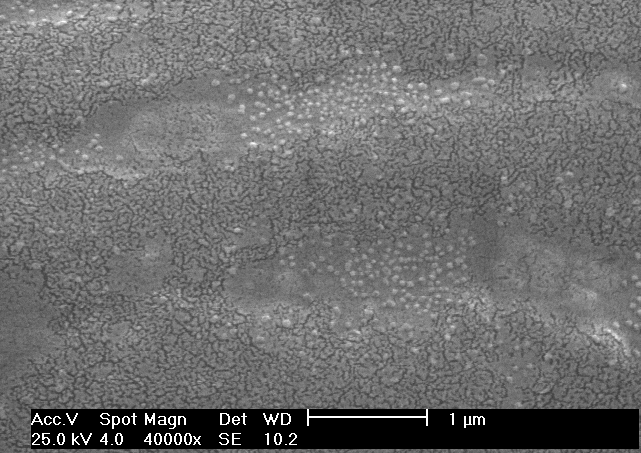 Acc.V Spot Magn Det WD 1 µm
25.0 kV 4.0 40000x SE 10.2